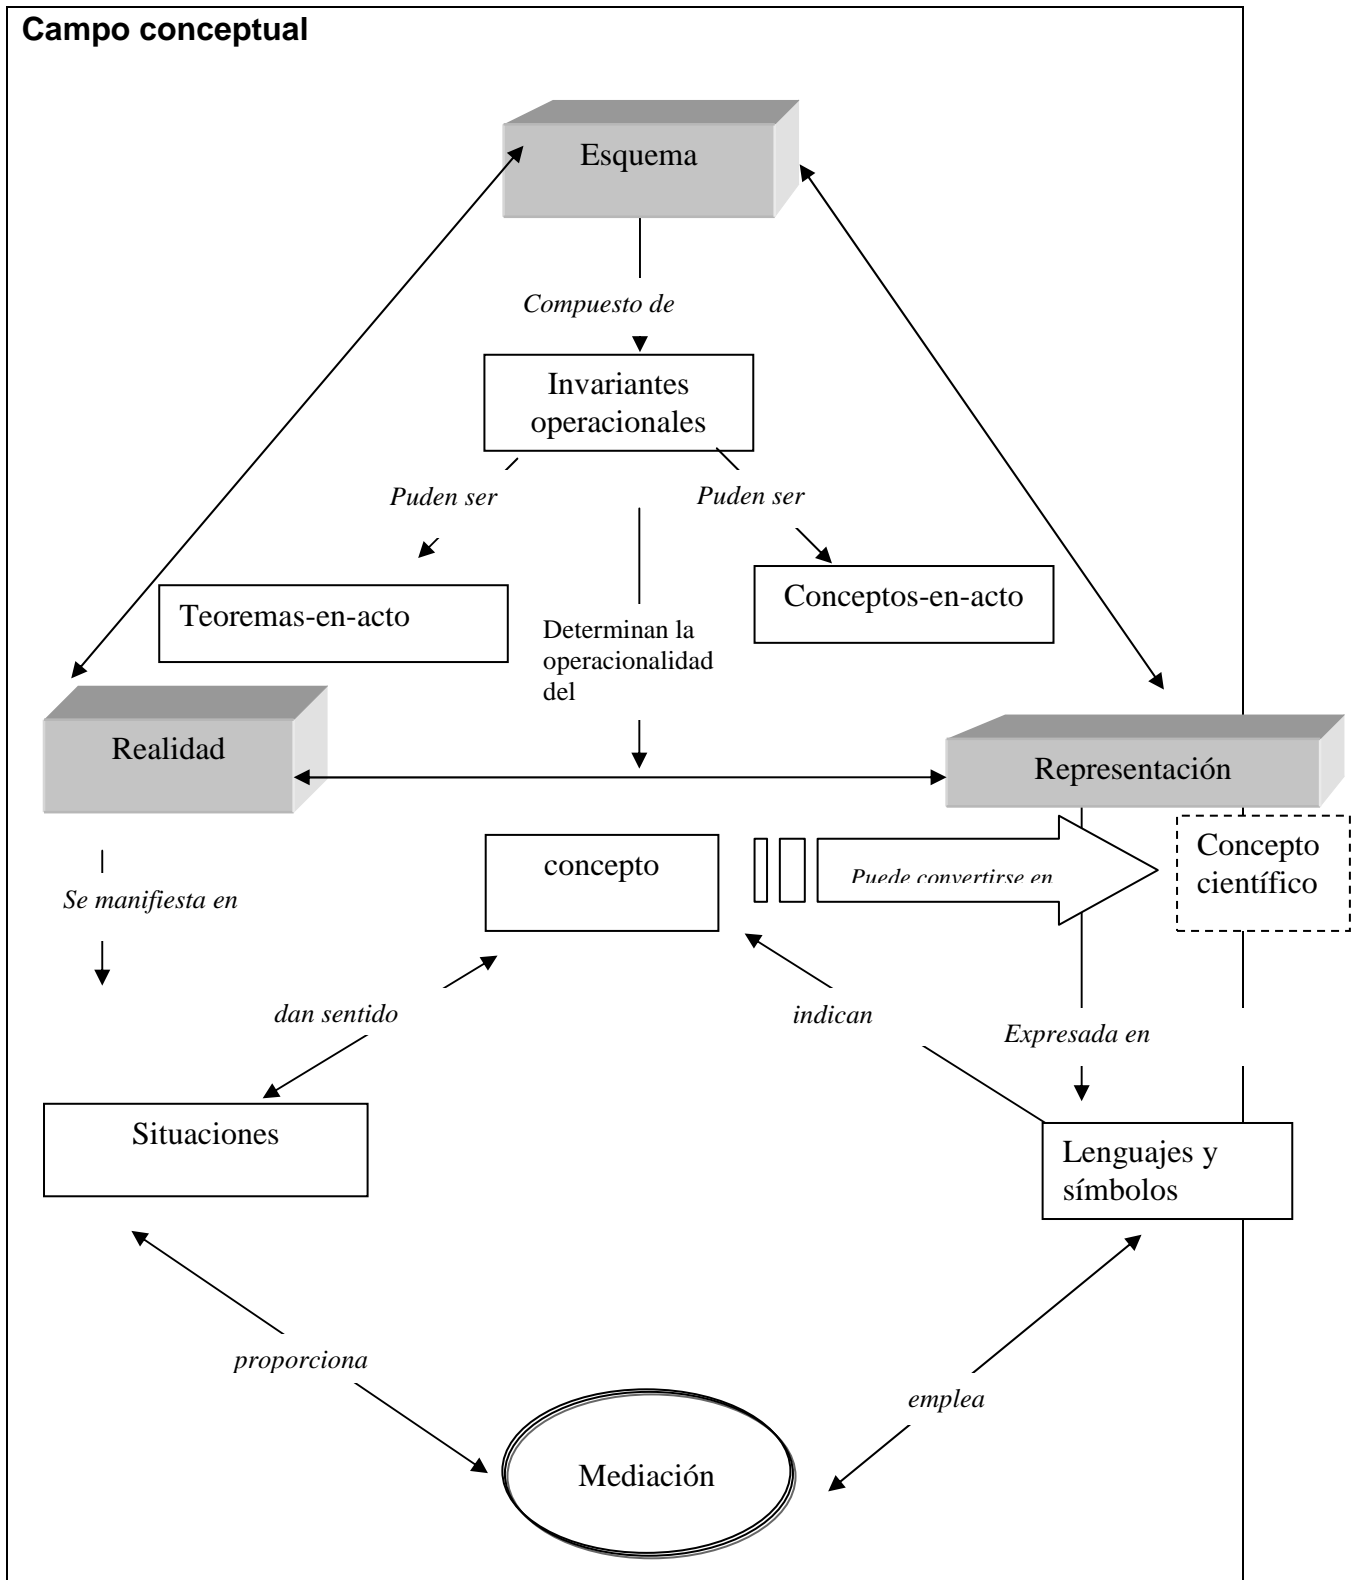 Campo conceptual
Esquema
Compuesto de
Invariantes
operacionales
Puden ser
Puden ser
Teoremas-en-acto
Conceptos-en-acto
Determinan la
operacionalidad
del
Realidad
Representación
concepto
Puede convertirse en
Concepto
científico
Se manifiesta en
dan sentido
indican
Expresada en
Situaciones
Lenguajes y
símbolos
proporciona
emplea
Mediación